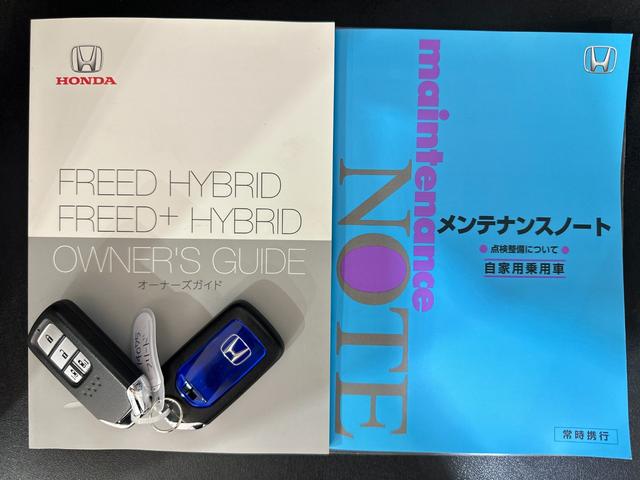 HONDA
FREED HYBRID
FREED+ HYBRID
OWNER'S GUIDE
オーナーズガイド
maintenance
NOTE
メンテナンスノート
点検整備について
自家用乗用車
常時携行